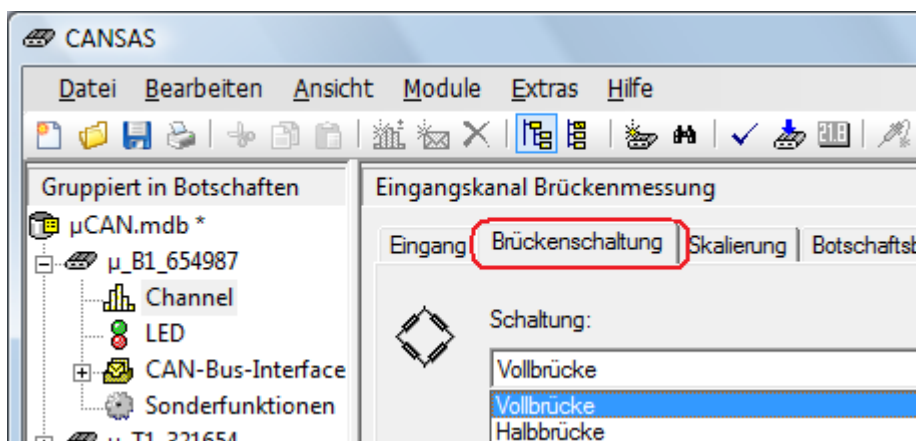 CANSAS
Datei Bearbeiten Ansicht Module Extras Hilfe
Gruppiert in Botschaften
µCAN.mdb *
µ_B1_654987
Channel
LED
CAN-Bus-Interface
Sonderfunktionen
µ_T1_321654
Eingangskanal Brückenmessung
Eingang Brückenschaltung Skalierung Botschaftsb
Schaltung:
Vollbrücke
Vollbrücke
Halbbrücke